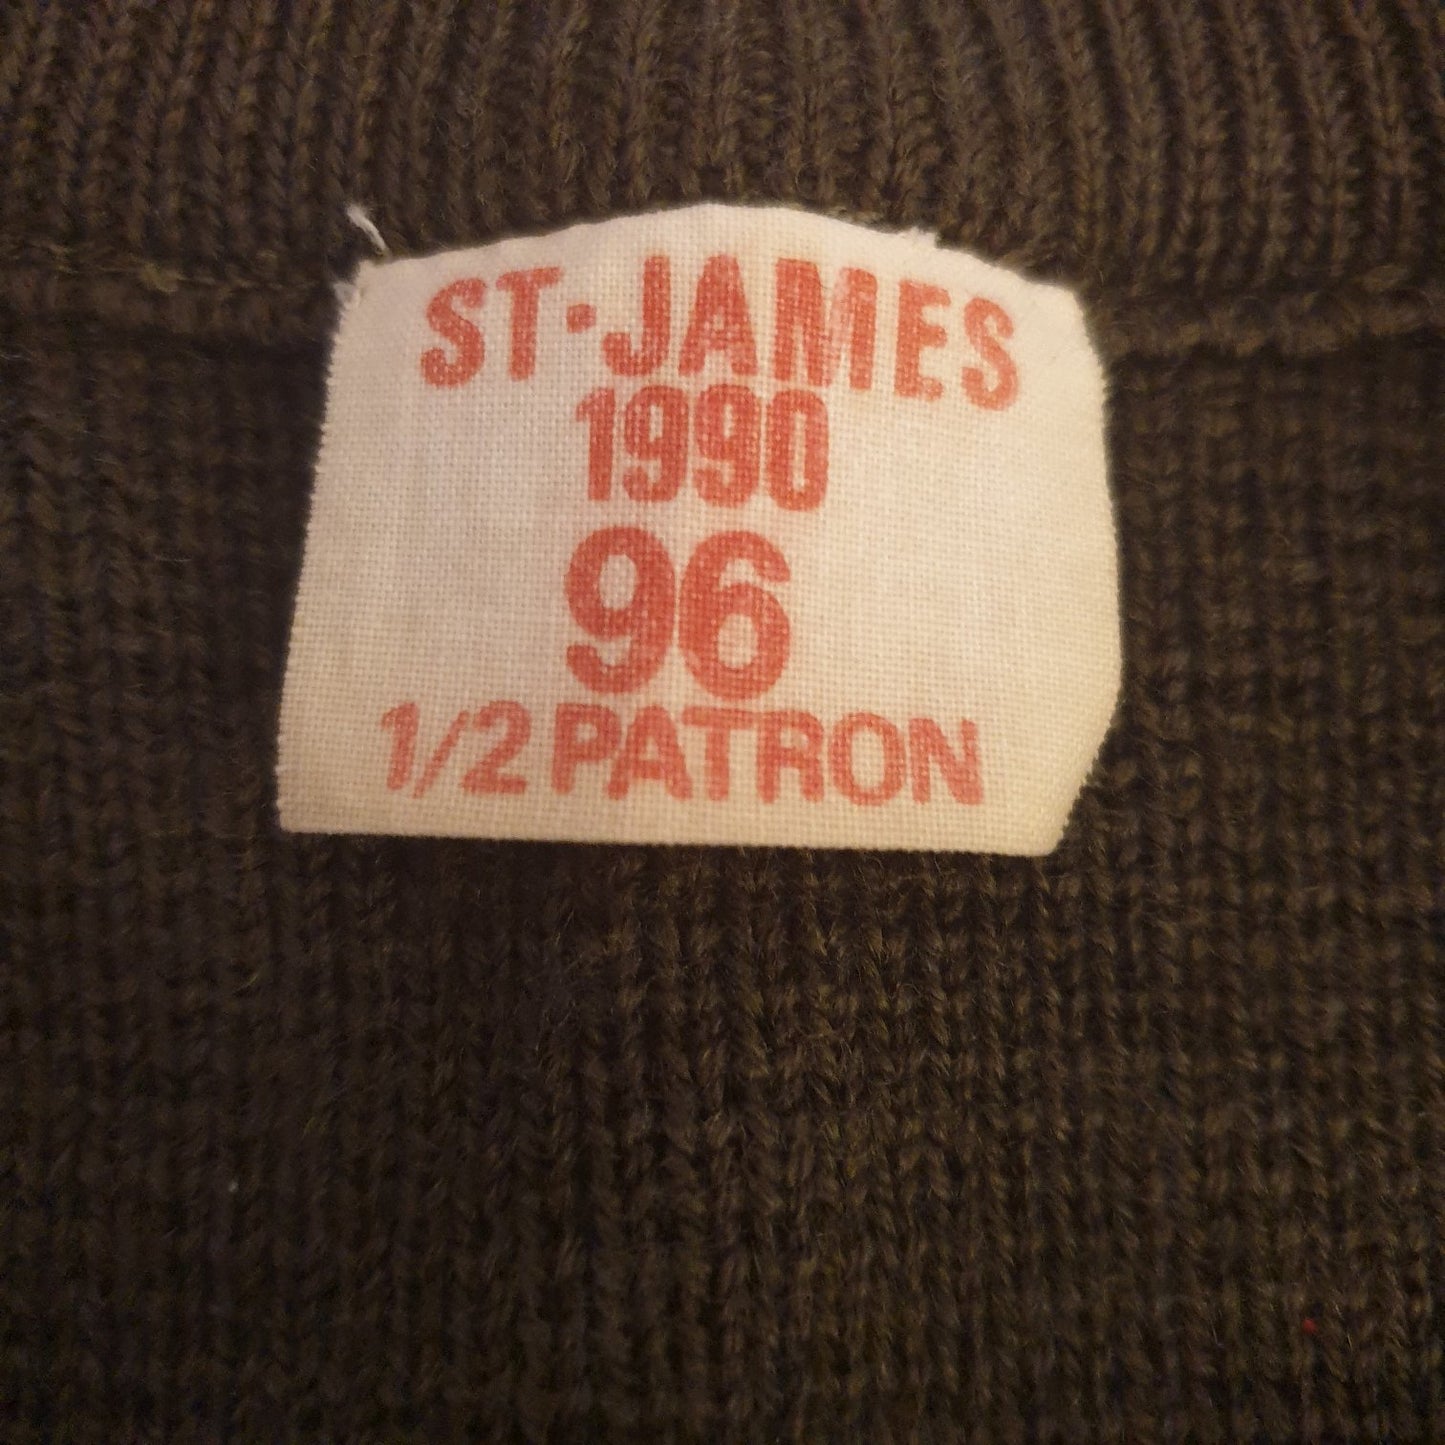 ST·JAMES
1990
96
1/2 PATRON